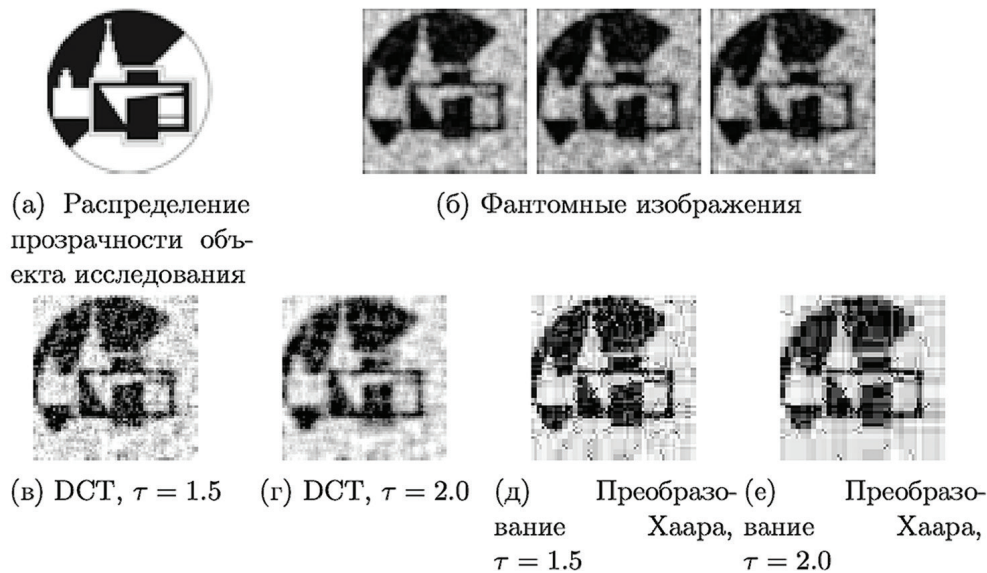 (а) Распределение
прозрачности объ-
екта исследования
(б) Фантомные изображения
(в) DCT, τ = 1.5
(г) DCT, τ = 2.0
(д) Преобразо-
вание Хаара,
τ = 1.5
(е) Преобразо-
вание Хаара,
τ = 2.0